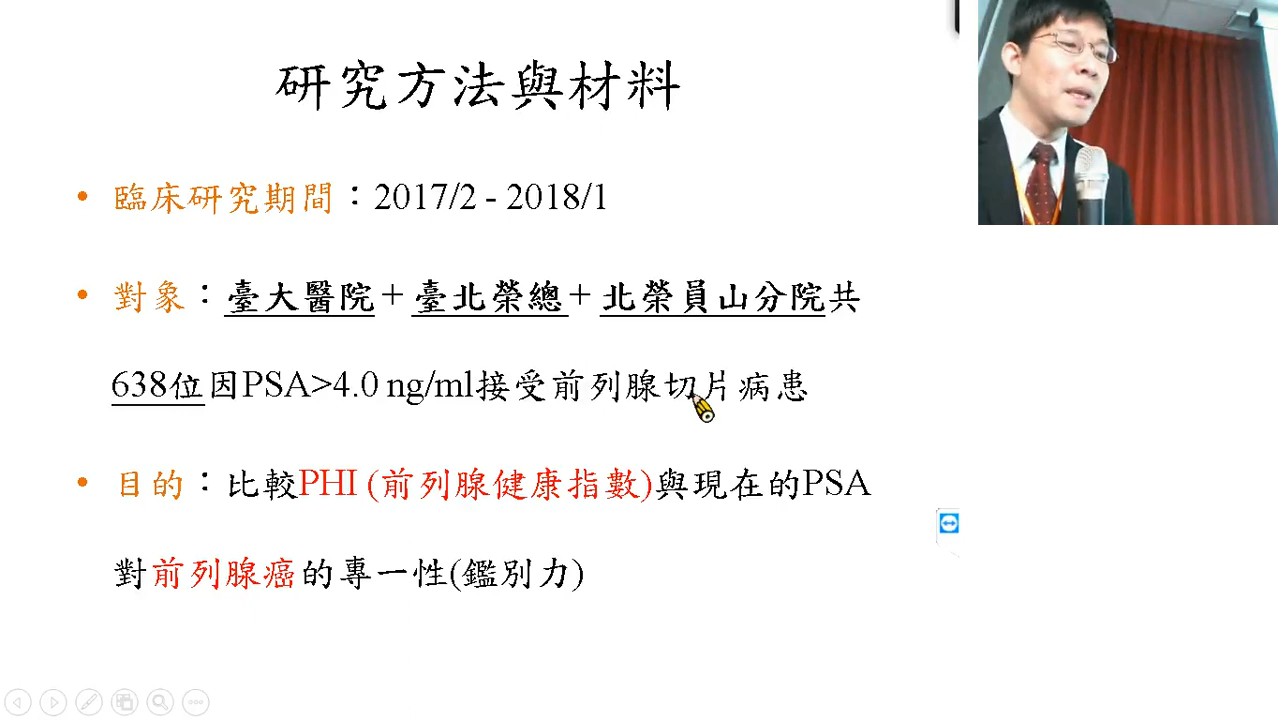 研究方法與材料
• 臨床研究期間：2017/2 - 2018/1
• 對象：臺大醫院+臺北榮總+北榮員山分院共
638位因PSA>4.0 ng/ml接受前列腺切片病患
• 目的：比較PHI (前列腺健康指數)與現在的PSA
對前列腺癌的專一性(鑑別力)